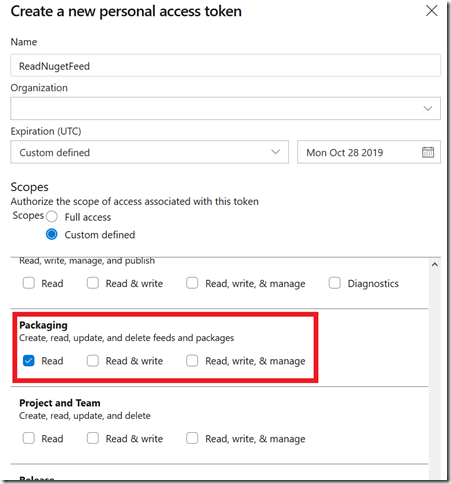 Create a new personal access token
Name
ReadNugetFeed
Organization
Expiration (UTC)
Custom defined
Mon Oct 28 2019
Scopes
Authorize the scope of access associated with this token
Scopes Full access
Custom defined
Read, write, manage, and publish
Read Read & write Read, write, & manage Diagnostics
Packaging
Create, read, update, and delete feeds and packages
Read Read & write Read, write, & manage
Project and Team
Create, read, update, and delete
Read Read & write Read, write, & manage
Release